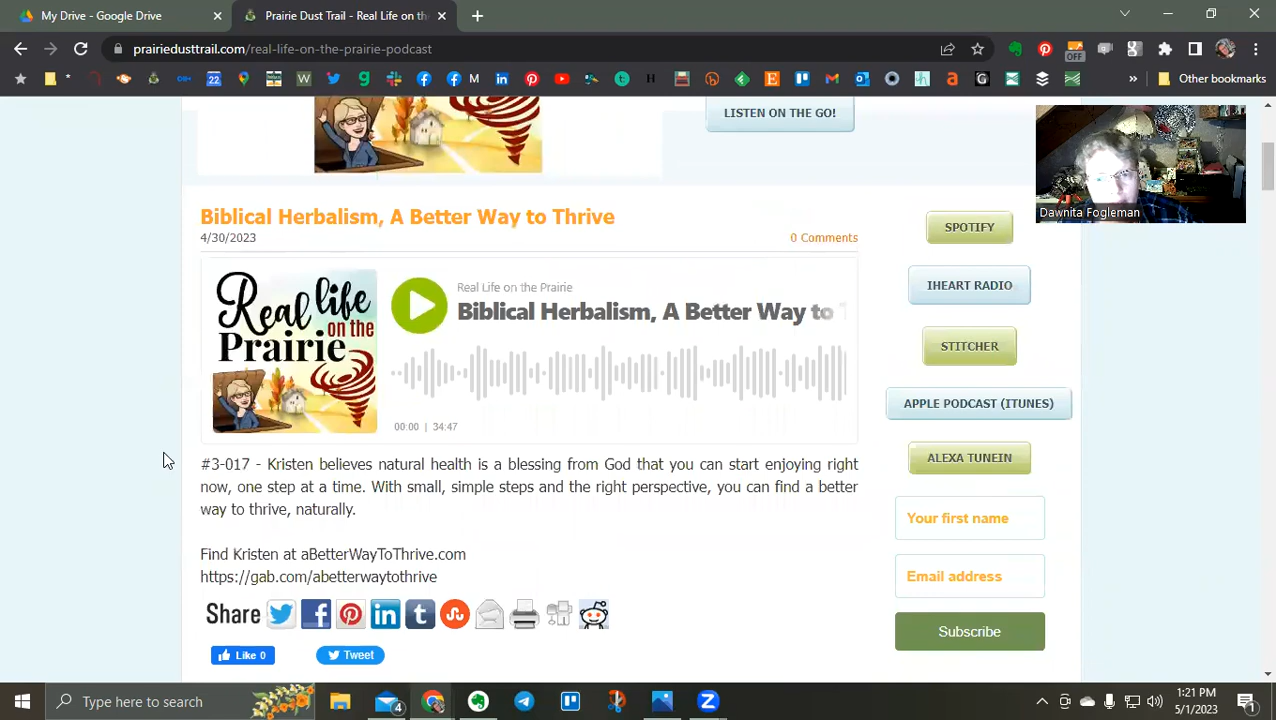 My Drive - Google Drive
Prairie Dust Trail - Real Life on th
prairiedusttrail.com/real-life-on-the-prairie-podcast
22
M
H
OFF
Other bookmarks
LISTEN ON THE GO!
Dawnita Fogleman
Biblical Herbalism, A Better Way to Thrive
4/30/2023
0 Comments
Real life
on the
Prairie
Real Life on the Prairie
Biblical Herbalism, A Better Way to T
00:00 | 34:47
#3-017 - Kristen believes natural health is a blessing from God that you can start enjoying right
now, one step at a time. With small, simple steps and the right perspective, you can find a better
way to thrive, naturally.
Find Kristen at aBetterWayToThrive.com
https://gab.com/abetterwaytothrive
Share
Like 0
Tweet
SPOTIFY
IHEART RADIO
STITCHER
APPLE PODCAST (ITUNES)
ALEXA TUNEIN
Your first name
Email address
Subscribe
Type here to search
4
1:21 PM
5/1/2023
1